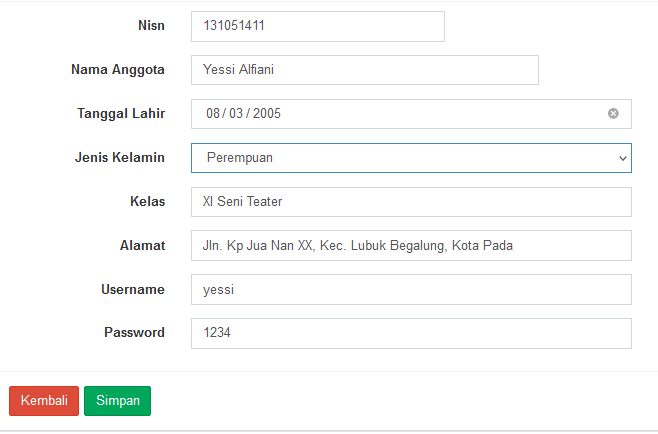 Nisn 131051411
Nama Anggota Yessi Alfiani
Tanggal Lahir 08 / 03 / 2005
Jenis Kelamin Perempuan
Kelas XI Seni Teater
Alamat Jln. Kp Jua Nan XX, Kec. Lubuk Begalung, Kota Pada
Username yessi
Password 1234
Kembali Simpan